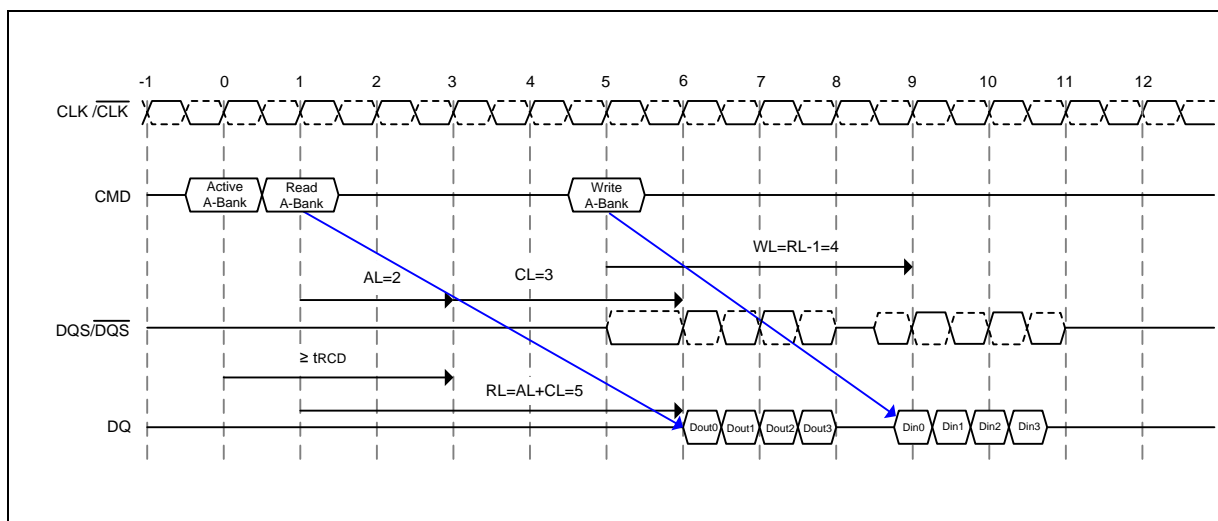 -1 0 1 2 3 4 5 6 7 8 9 10 11 12
CLK /C̅L̅K̅
CMD
Active
A-Bank
Read
A-Bank
Write
A-Bank
WL=RL-1=4
AL=2
CL=3
DQS/D̅Q̅S̅
≥ tRCD
RL=AL+CL=5
DQ
Dout0 Dout1 Dout2 Dout3 Din0 Din1 Din2 Din3